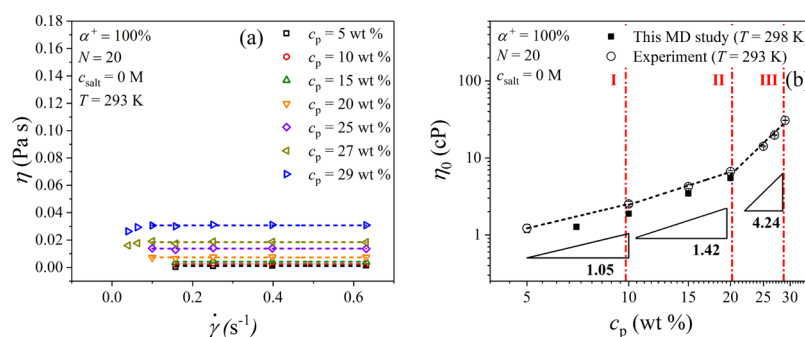 α⁺ = 100%
N = 20
c_salt = 0 M
T = 293 K
(a)
c_p = 5 wt %
c_p = 10 wt %
c_p = 15 wt %
c_p = 20 wt %
c_p = 25 wt %
c_p = 27 wt %
c_p = 29 wt %
η (Pa s)
0.18
0.16
0.14
0.12
0.10
0.08
0.06
0.04
0.02
0.00
0.0 0.2 0.4 0.6
γ̇ (s⁻¹)
α⁺ = 100%
N = 20
c_salt = 0 M
This MD study (T = 298 K)
Experiment (T = 293 K)
I II III (b)
η₀ (cP)
100
10
1
1.05
1.42
4.24
5 10 15 20 25 30
c_p (wt %)